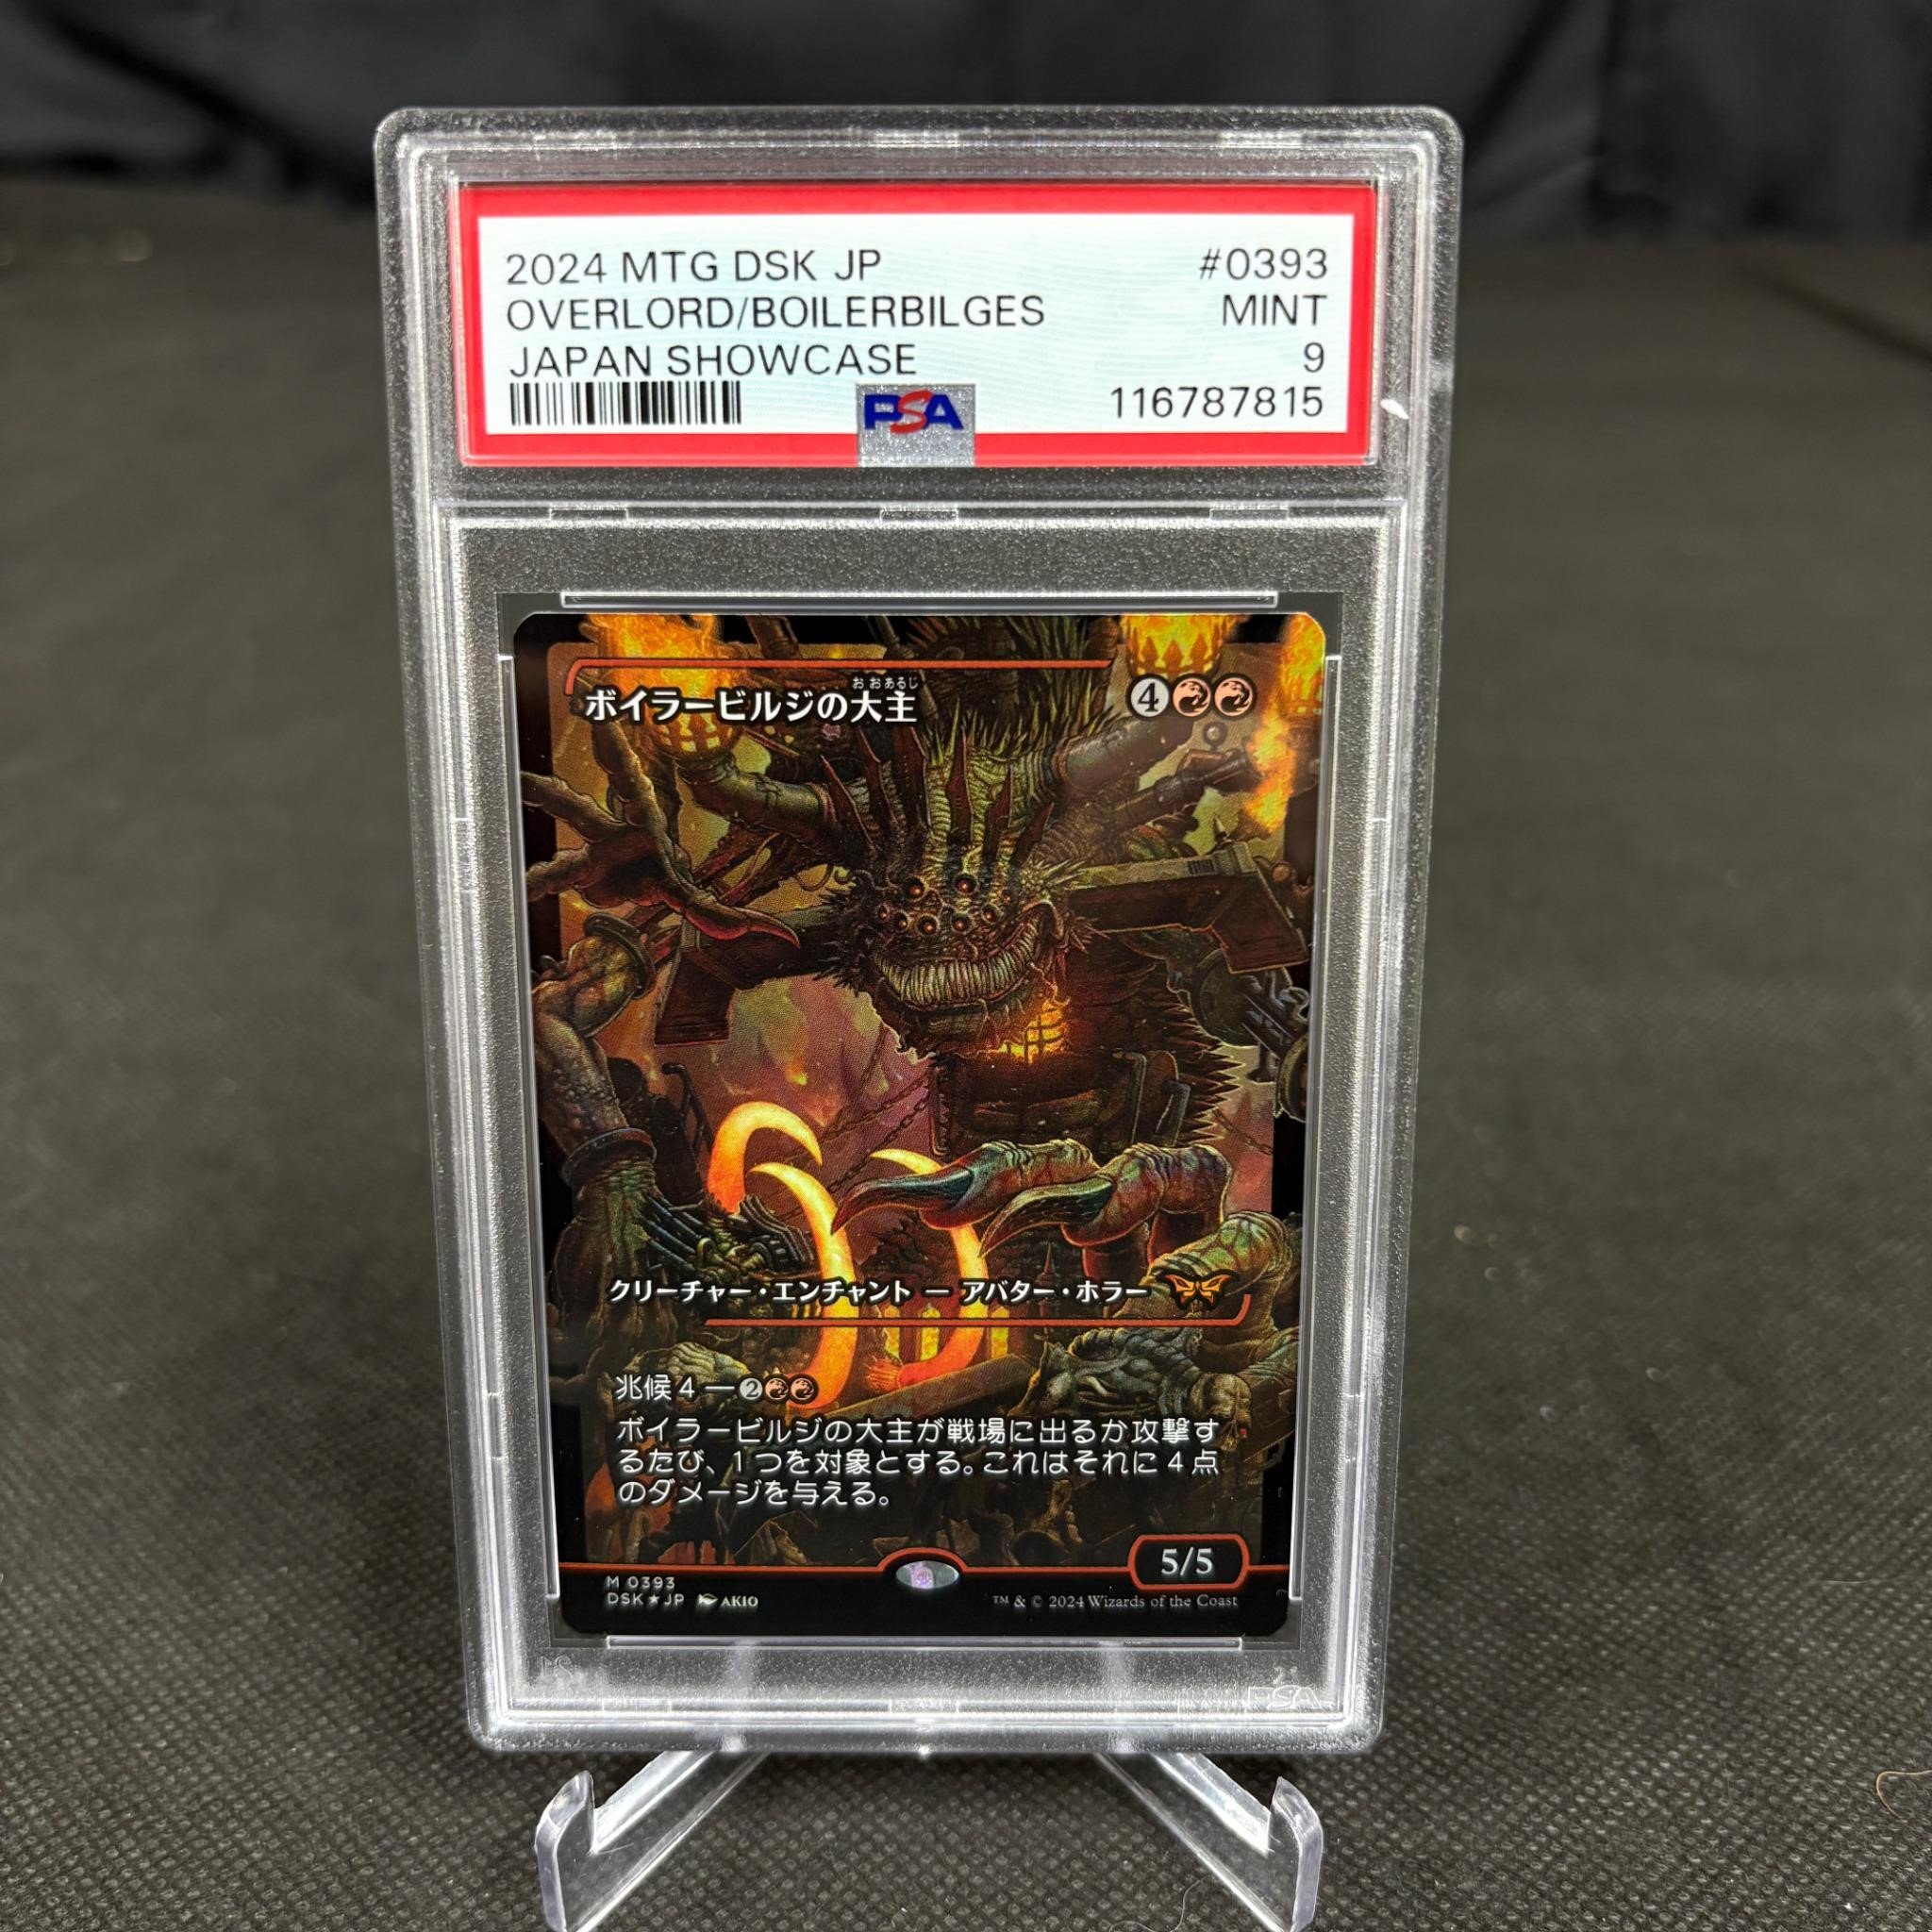 2024 MTG DSK JP #0393
OVERLORD/BOILERBILGES MINT
JAPAN SHOWCASE 9
PSA 116787815
おおあるじ
ボイラービルジの大主 4
クリーチャー・エンチャント — アバター・ホラー
兆候 4 — 2
ボイラービルジの大主が戦場に出るか攻撃す
るたび、1つを対象とする。これはそれに 4 点
のダメージを与える。
5/5
M 0393
DSK★JP AKIO ™ & © 2024 Wizards of the Coast
PSA